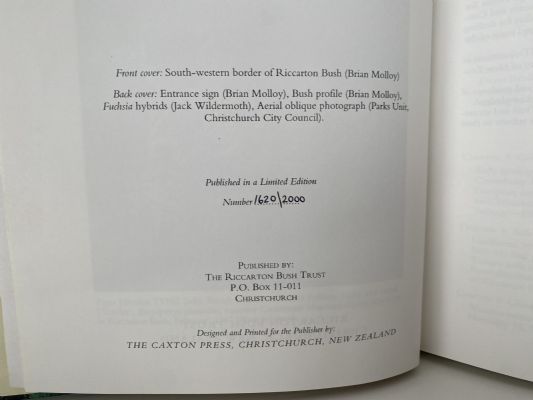 Front cover: South-western border of Riccarton Bush (Brian Molloy)
Back cover: Entrance sign (Brian Molloy), Bush profile (Brian Molloy),
Fuchsia hybrids (Jack Wildermoth), Aerial oblique photograph (Parks Unit,
Christchurch City Council).
Published in a Limited Edition
Number 1620/2000
PUBLISHED BY:
THE RICCARTON BUSH TRUST
P.O. BOX 11-011
CHRISTCHURCH
Designed and Printed for the Publisher by:
THE CAXTON PRESS, CHRISTCHURCH, NEW ZEALAND